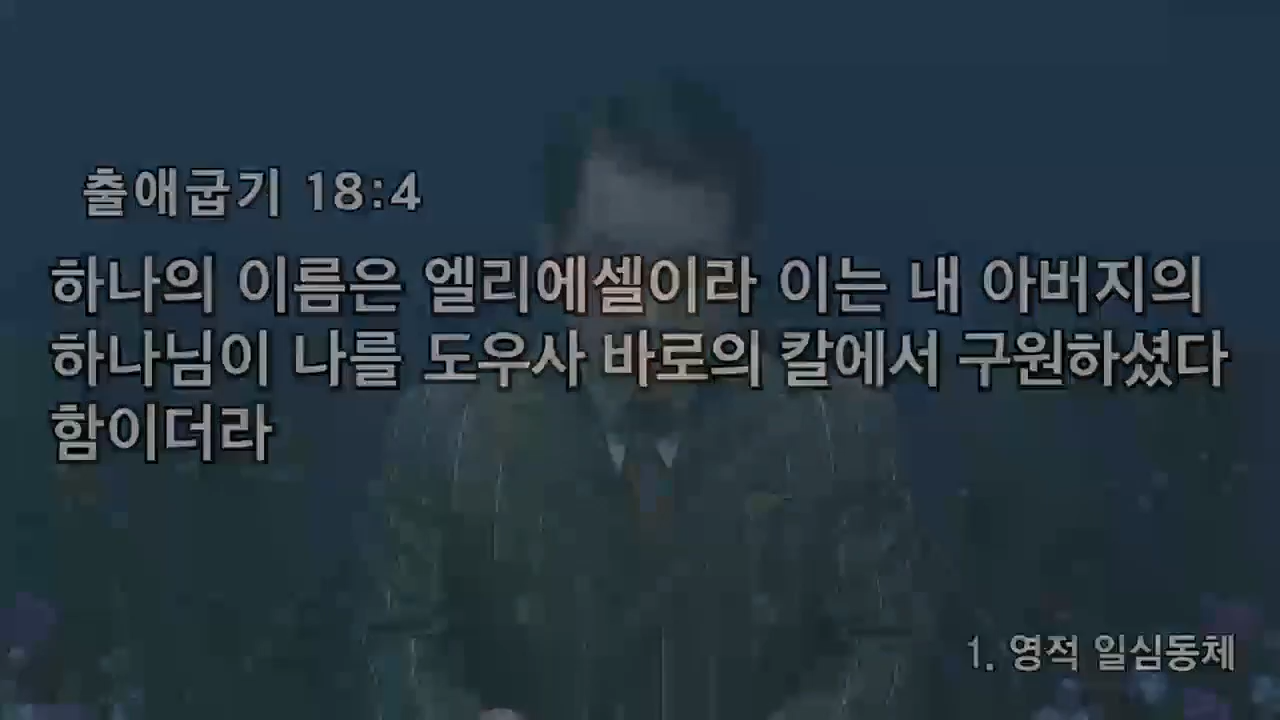 출애굽기 18:4
하나의 이름은 엘리에셀이라 이는 내 아버지의
하나님이 나를 도우사 바로의 칼에서 구원하셨다
함이더라
1. 영적 일심동체